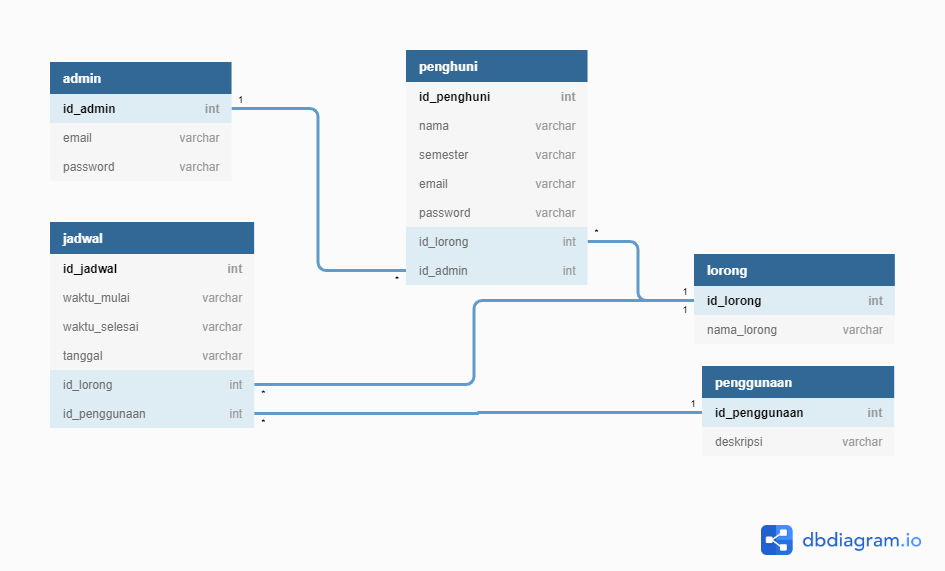 admin
id_admin int
email varchar
password varchar
1
*
penghuni
id_penghuni int
nama varchar
semester varchar
email varchar
password varchar
id_lorong int
id_admin int
*
jadwal
id_jadwal int
waktu_mulai varchar
waktu_selesai varchar
tanggal varchar
id_lorong int
id_penggunaan int
*
*
1
1
lorong
id_lorong int
nama_lorong varchar
1
penggunaan
id_penggunaan int
deskripsi varchar
dbdiagram.io